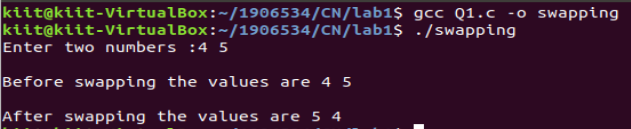 kiit@kiit-VirtualBox:~/1906534/CN/lab1$ gcc Q1.c -o swapping
kiit@kiit-VirtualBox:~/1906534/CN/lab1$ ./swapping
Enter two numbers :4 5
Before swapping the values are 4 5
After swapping the values are 5 4